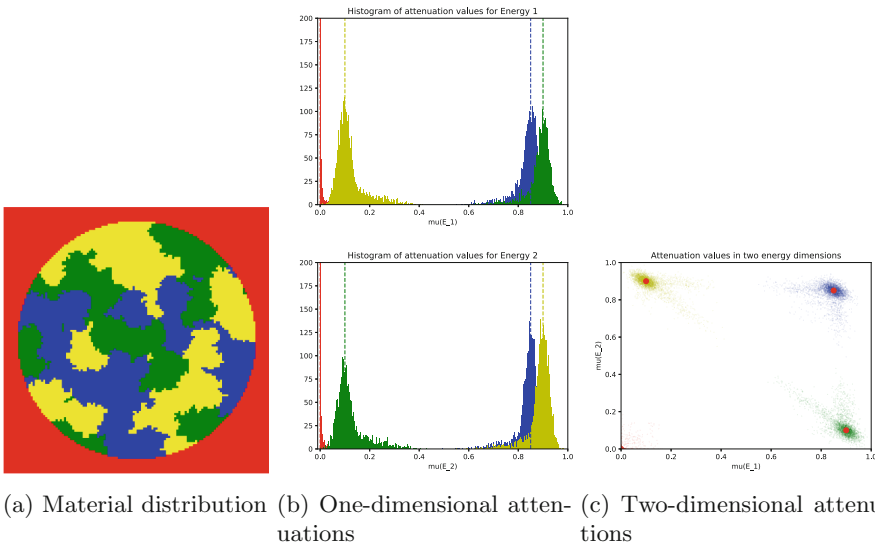 Histogram of attenuation values for Energy 1
200
175
150
125
100
75
50
25
0
0.0 0.2 0.4 0.6 0.8 1.0
mu(E_1)
Histogram of attenuation values for Energy 2
200
175
150
125
100
75
50
25
0
0.0 0.2 0.4 0.6 0.8 1.0
mu(E_2)
Attenuation values in two energy dimensions
1.0
0.8
0.6
0.4
0.2
0.0
mu(E_2)
0.0 0.2 0.4 0.6 0.8 1.0
mu(E_1)
(a) Material distribution
(b) One-dimensional atten-
uations
(c) Two-dimensional attenu
tions